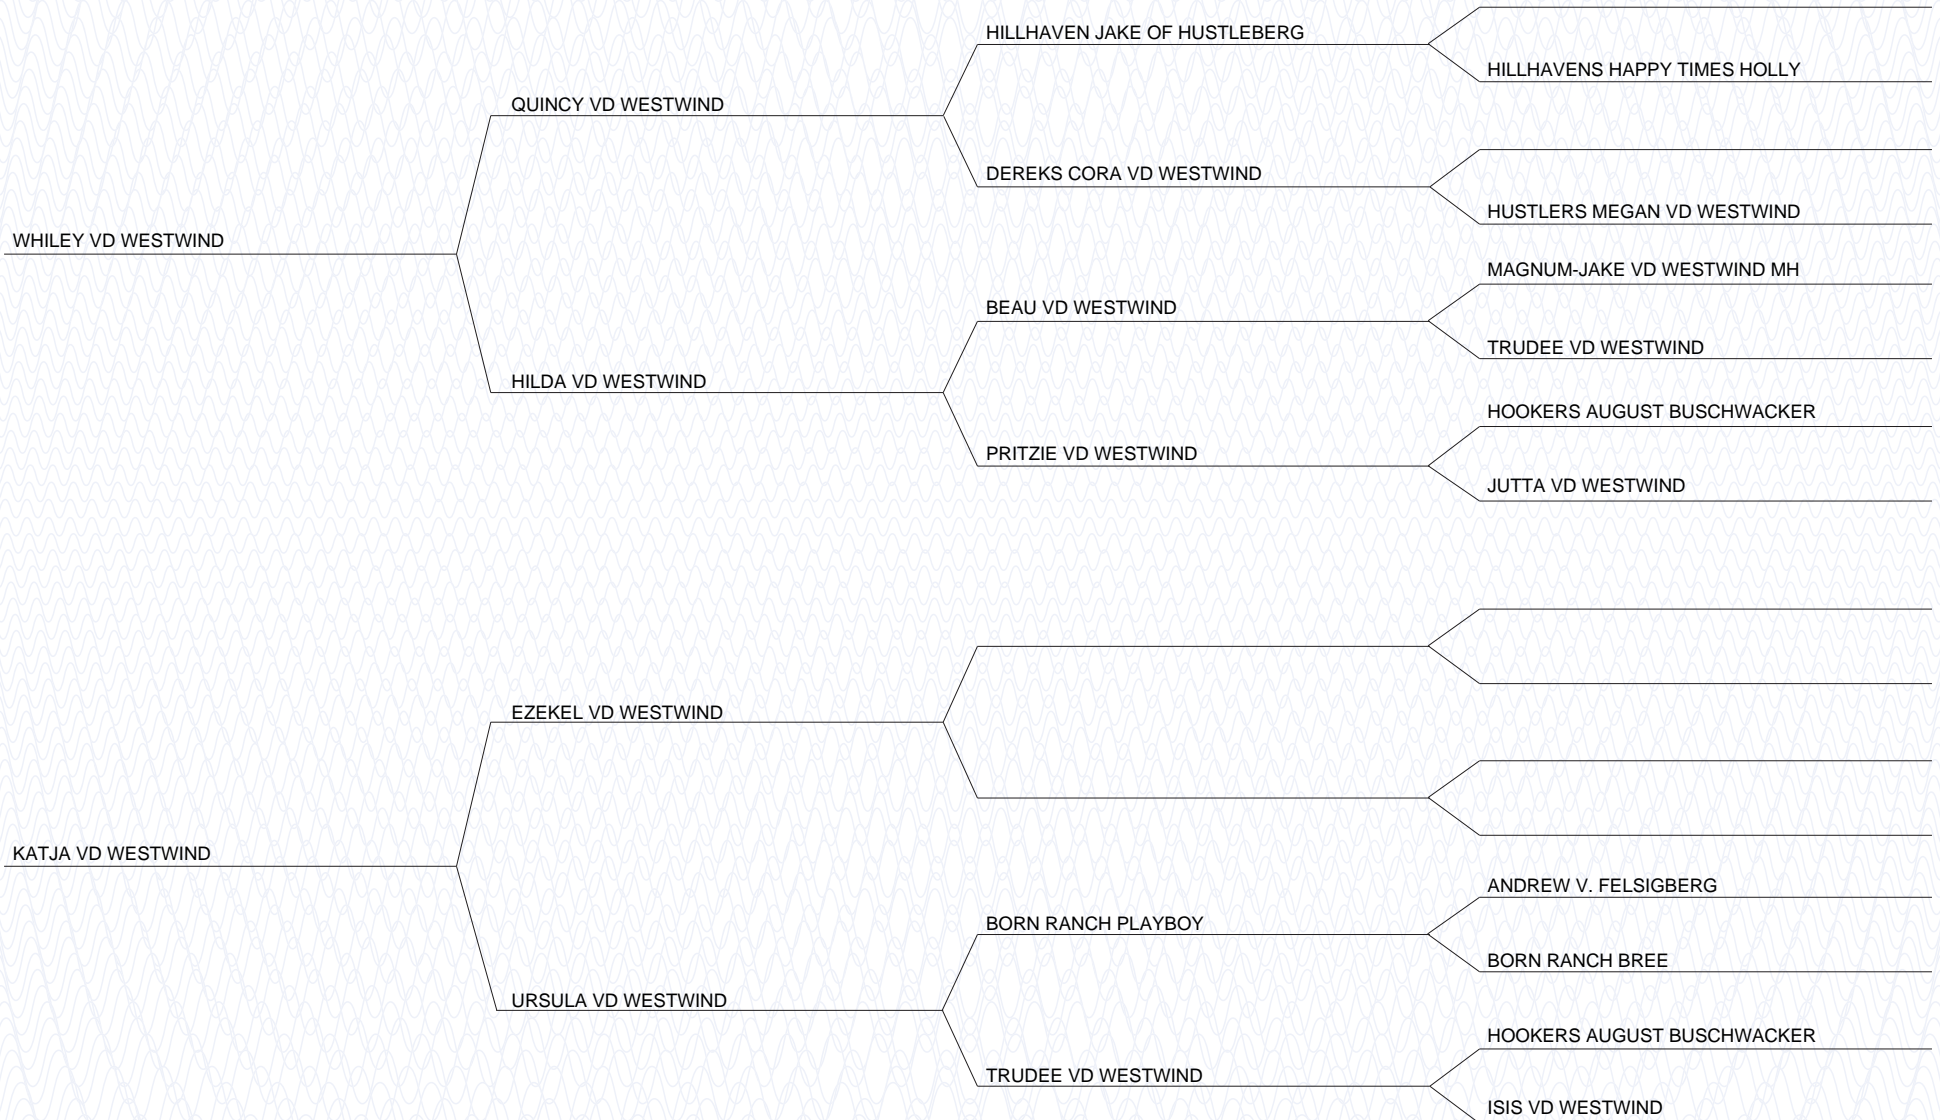 HILLHAVEN JAKE OF HUSTLEBERG
HILLHAVENS HAPPY TIMES HOLLY
QUINCY VD WESTWIND
DEREKS CORA VD WESTWIND
HUSTLERS MEGAN VD WESTWIND
WHILEY VD WESTWIND
MAGNUM-JAKE VD WESTWIND MH
BEAU VD WESTWIND
TRUDEE VD WESTWIND
HILDA VD WESTWIND
HOOKERS AUGUST BUSCHWACKER
PRITZIE VD WESTWIND
JUTTA VD WESTWIND
EZEKEL VD WESTWIND
KATJA VD WESTWIND
ANDREW V. FELSIGBERG
BORN RANCH PLAYBOY
BORN RANCH BREE
URSULA VD WESTWIND
HOOKERS AUGUST BUSCHWACKER
TRUDEE VD WESTWIND
ISIS VD WESTWIND